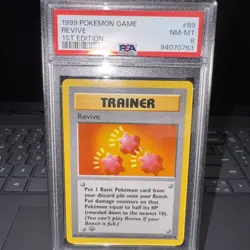 1999 POKEMON GAME #89
REVIVE NM-MT
1ST EDITION PSA 8
94070763
TRAINER
Revive
Put 1 Basic Pokémon card from your
discard pile onto your Bench. Put
damage counters on that
Pokémon equal to half its HP
(rounded down to the nearest 10).
(You can't play Revive if your
Bench is full.)